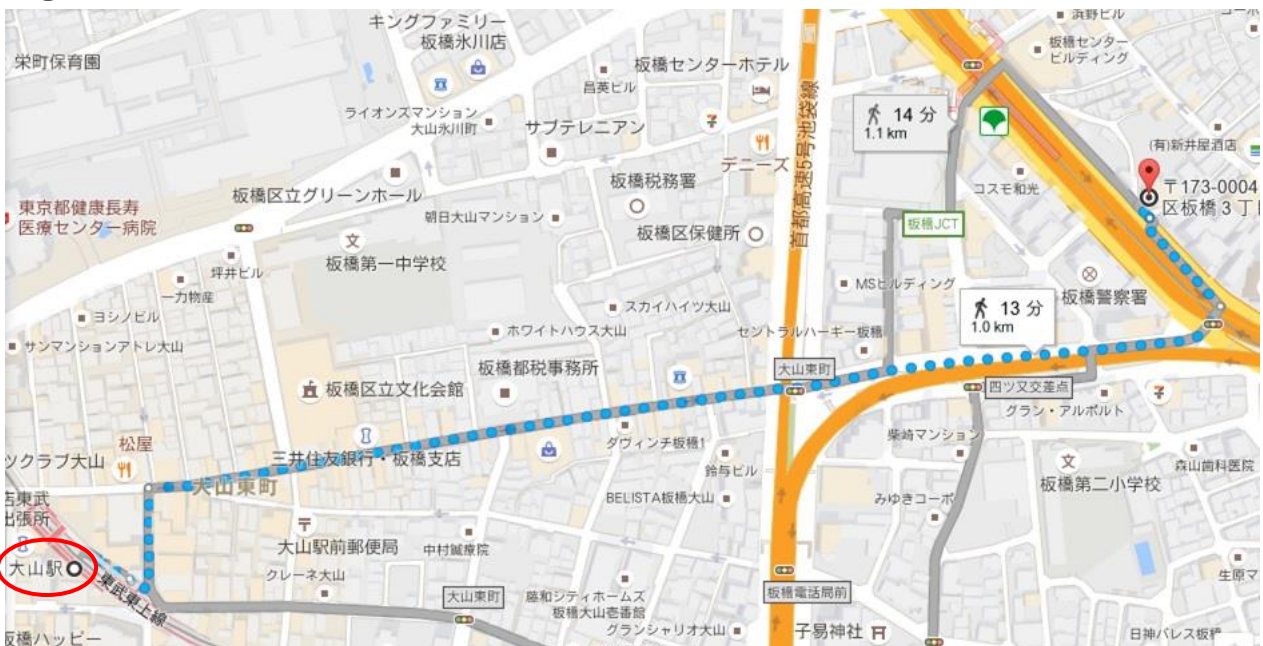 キングファミリー
板橋氷川店
浜野ビル
栄町保育園
板橋センター
ビルディング
板橋センターホテル
昌英ビル
ライオンズマンション
大山氷川町
サブテレニアン
14 分
1.1 km
首都高速5号池袋線
デニーズ
(有)新井屋酒店
板橋区立グリーンホール
板橋税務署
コスモ和光
〒173-0004
区板橋 3 丁目
東京都健康長寿
医療センター病院
朝日大山マンション
板橋区保健所
板橋JCT
文
板橋第一中学校
坪井ビル
一力物産
MSビルディング
板橋警察署
ヨシノビル
スカイハイツ大山
13 分
1.0 km
サンマンションアトレ大山
ホワイトハウス大山
セントラルハーギー板橋
板橋都税事務所
大山東町
四ツ又交差点
板橋区立文化会館
グラン・アルボルト
松屋
ツクラブ大山
三井住友銀行・板橋支店
ダヴィンチ板橋1
柴崎マンション
文
森山歯科医院
大山東町
鈴与ビル
板橋第二小学校
店東武
出張所
BELISTA板橋大山
みゆきコーポ
大山駅前郵便局
中村鍼療院
大山駅
クレーネ大山
東武東上線
大山東町
藤和シティホームズ
板橋大山壱番館
板橋電話局前
生原マ
グランシャリオ大山
子易神社
日神パレス板橋
板橋ハッピー